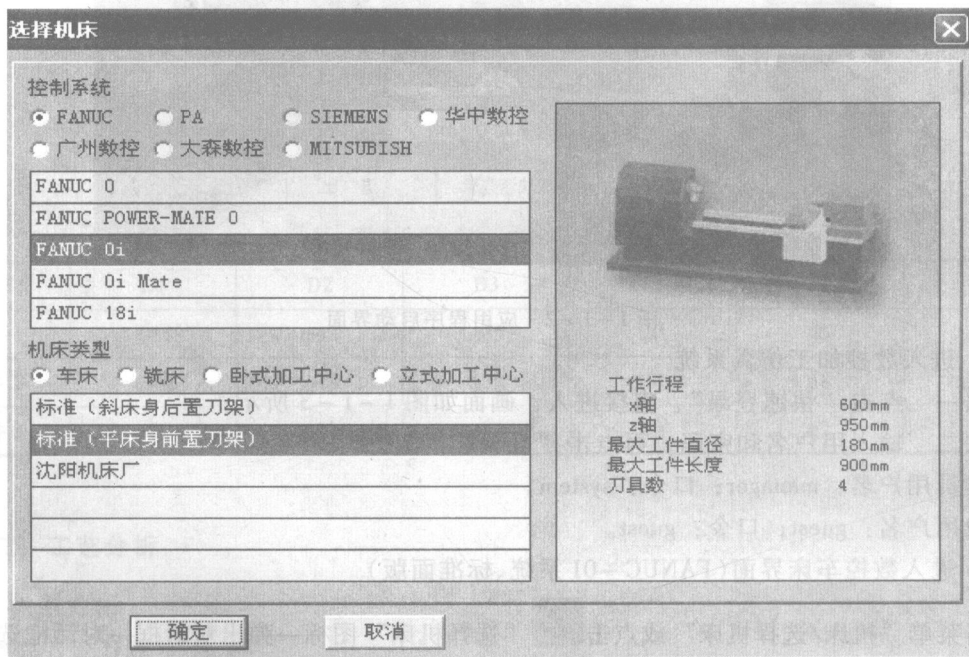 选择机床
控制系统
FANUC PA SIEMENS 华中数控
广州数控 大森数控 MITSUBISH
FANUC 0
FANUC POWER-MATE 0
FANUC 0i
FANUC 0i Mate
FANUC 18i
机床类型
车床 铣床 卧式加工中心 立式加工中心
标准（斜床身后置刀架）
标准（平床身前置刀架）
沈阳机床厂
工作行程
x轴 600mm
z轴 950mm
最大工件直径 180mm
最大工件长度 900mm
刀具数 4
确定 取消